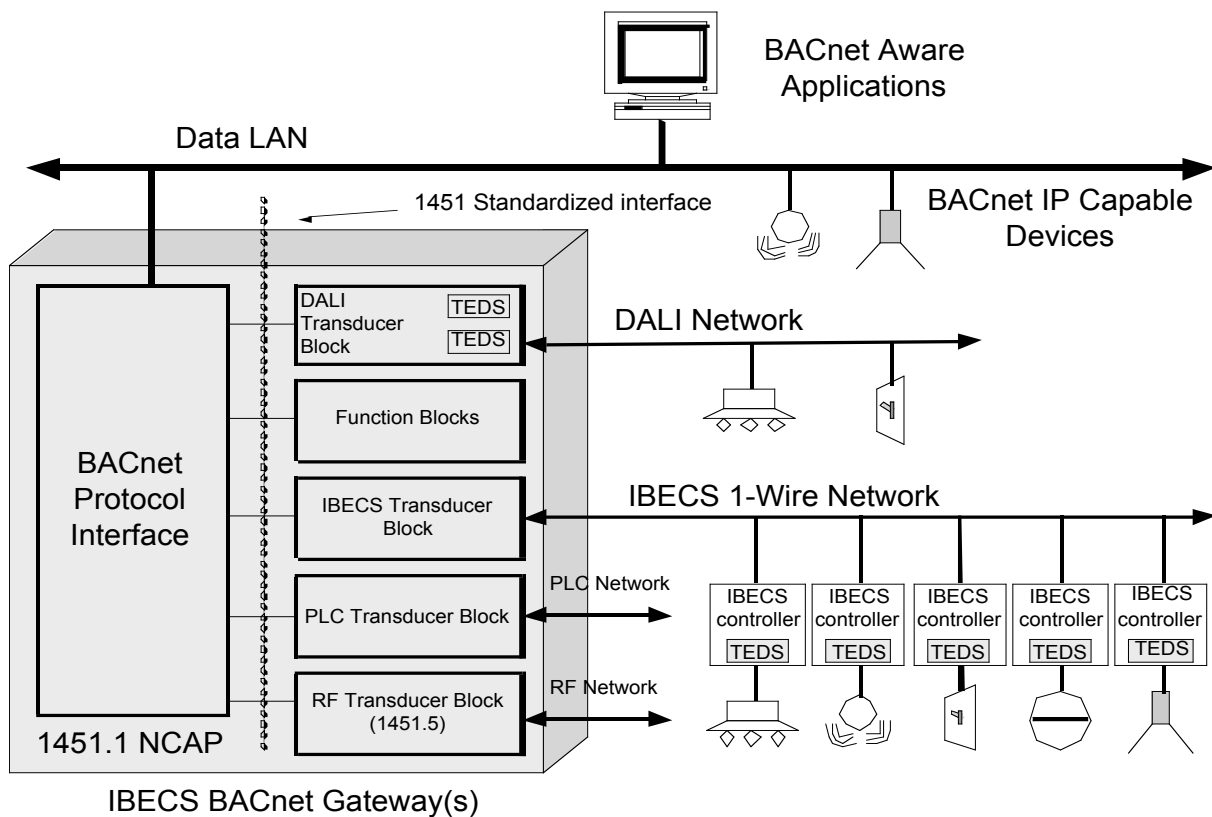 BACnet Aware
Applications
Data LAN
1451 Standardized interface
BACnet IP Capable
Devices
DALI
Transducer
Block
TEDS
TEDS
DALI Network
Function Blocks
BACnet
Protocol
Interface
IBECS Transducer
Block
IBECS 1-Wire Network
PLC Transducer Block
PLC Network
IBECS
controller
TEDS
IBECS
controller
TEDS
IBECS
controller
TEDS
IBECS
controller
TEDS
IBECS
controller
TEDS
RF Transducer Block
(1451.5)
RF Network
1451.1 NCAP
IBECS BACnet Gateway(s)